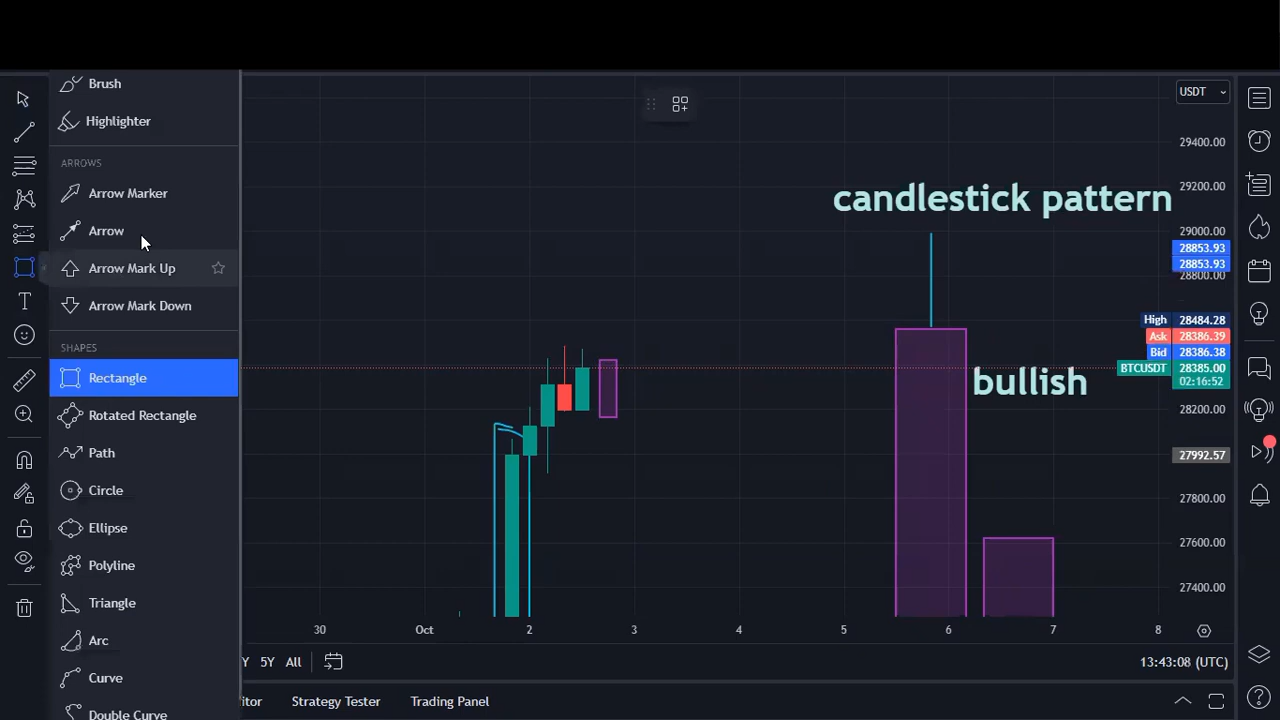 Brush
Highlighter
ARROWS
Arrow Marker
Arrow
Arrow Mark Up
Arrow Mark Down
SHAPES
Rectangle
Rotated Rectangle
Path
Circle
Ellipse
Polyline
Triangle
Arc
Curve
Double Curve
candlestick pattern
bullish
USDT
29400.00
29200.00
29000.00
28853.93
28853.93
28800.00
High 28484.28
Ask 28386.39
Bid 28386.38
BTCUSDT 28385.00
02:16:52
28200.00
27992.57
27800.00
27600.00
27400.00
30 Oct 2 3 4 5 6 7 8
Y 5Y All
13:43:08 (UTC)
itor Strategy Tester Trading Panel